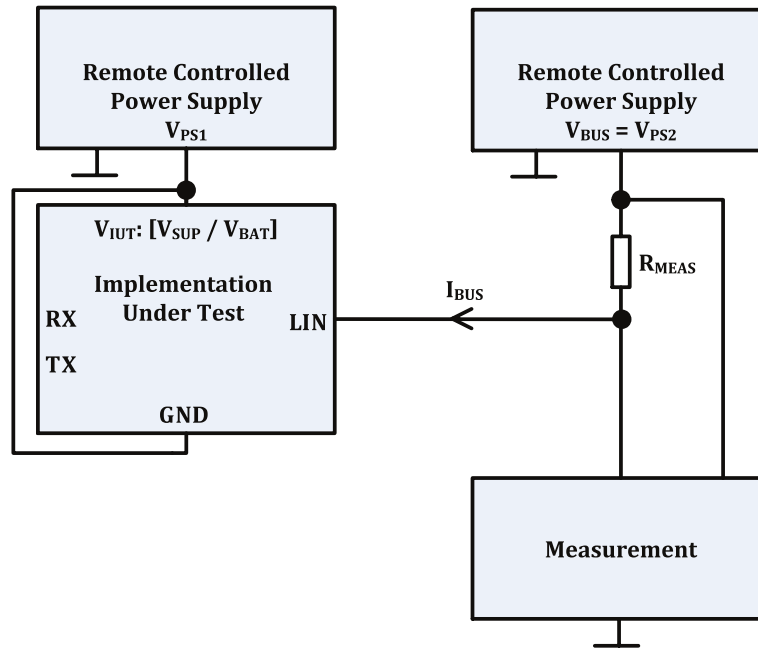 Remote Controlled
Power Supply
VPS1
Remote Controlled
Power Supply
VBUS = VPS2
VIUT: [VSUP / VBAT]
Implementation
Under Test
RX
TX
LIN
GND
IBUS
RMEAS
Measurement